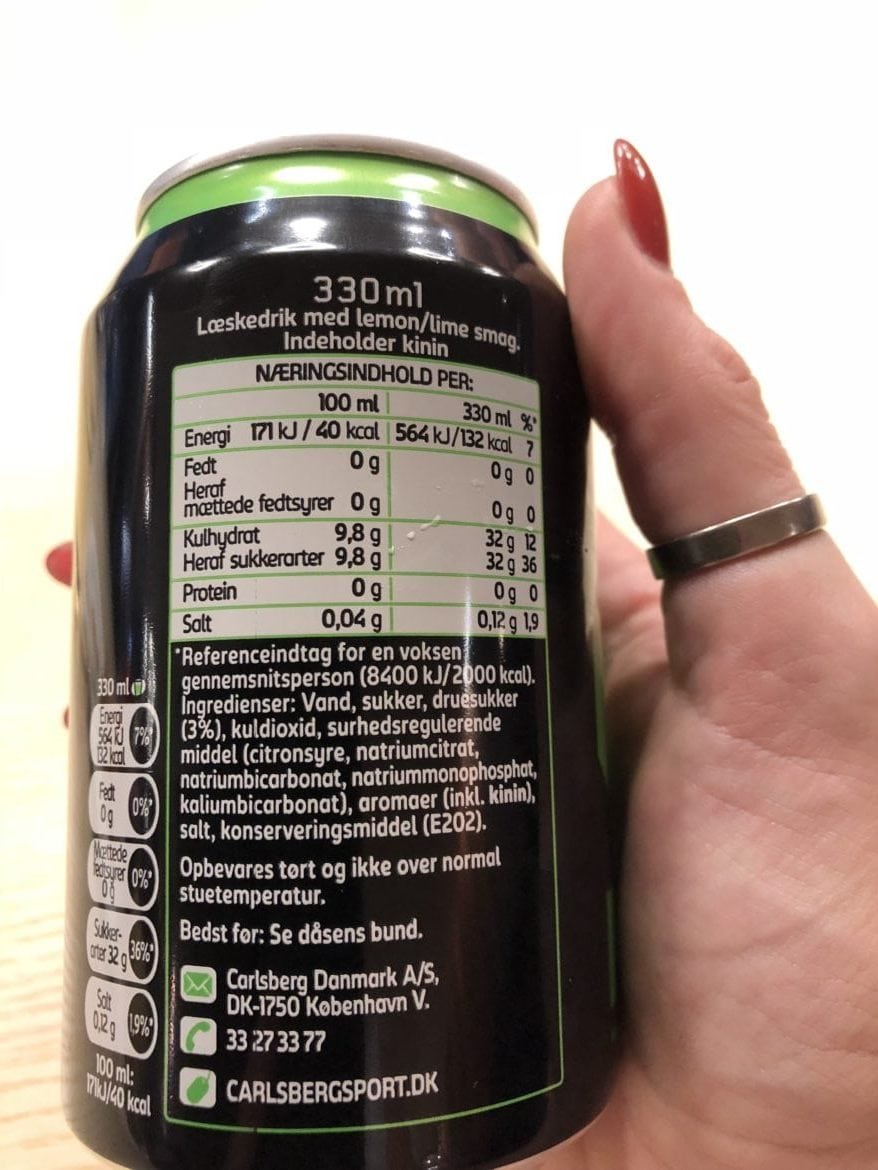 330 ml
Læskedrik med lemon/lime smag.
Indeholder kinin
NÆRINGSINDHOLD PER:
100 ml 330 ml %*
Energi 171 kJ / 40 kcal 564 kJ/132 kcal 7
Fedt 0 g 0 g 0
Heraf
mættede fedtsyrer 0 g 0 g 0
Kulhydrat 9,8 g 32 g 12
Heraf sukkerarter 9,8 g 32 g 36
Protein 0 g 0 g 0
Salt 0,04 g 0,12 g 1,9
*Referenceindtag for en voksen
gennemsnitsperson (8400 kJ/2000 kcal).
Ingredienser: Vand, sukker, druesukker
(3%), kuldioxid, surhedsregulerende
middel (citronsyre, natriumcitrat,
natriumbicarbonat, natriummonophosphat,
kaliumbicarbonat), aromaer (inkl. kinin),
salt, konserveringsmiddel (E202).
Opbevares tørt og ikke over normal
stuetemperatur.
Bedst før: Se dåsens bund.
Carlsberg Danmark A/S,
DK-1750 København V.
33 27 33 77
CARLSBERGSPORT.DK
330 ml
Energi
564 kJ
132 kcal 7%*
Fedt
0 g 0%*
Mættede
fedtsyrer
0 g 0%*
Sukker-
arter 32 g 36%*
Salt
0,12 g 1,9%*
100 ml:
171kJ/40 kcal